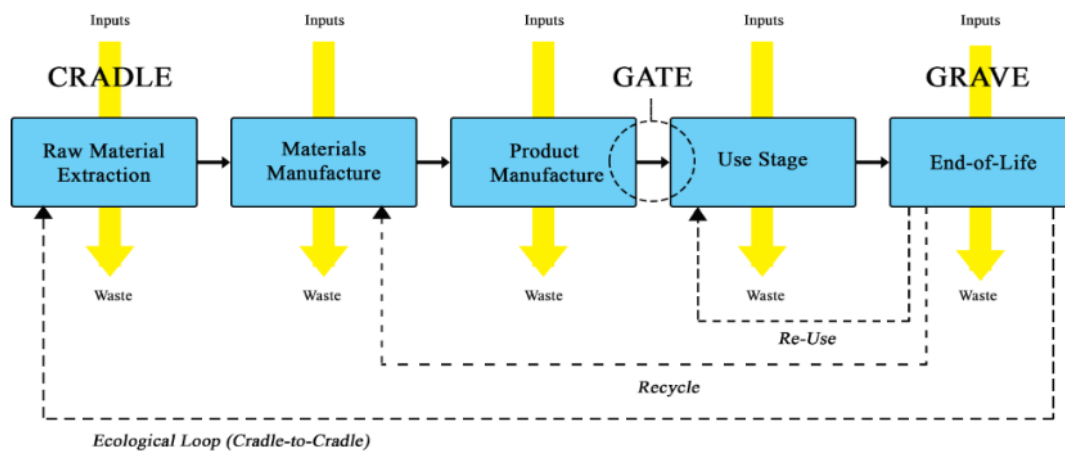 Inputs
Inputs
Inputs
Inputs
Inputs
CRADLE
GATE
GRAVE
Raw Material
Extraction
Materials
Manufacture
Product
Manufacture
Use Stage
End-of-Life
Waste
Waste
Waste
Waste
Waste
Re-Use
Recycle
Ecological Loop (Cradle-to-Cradle)